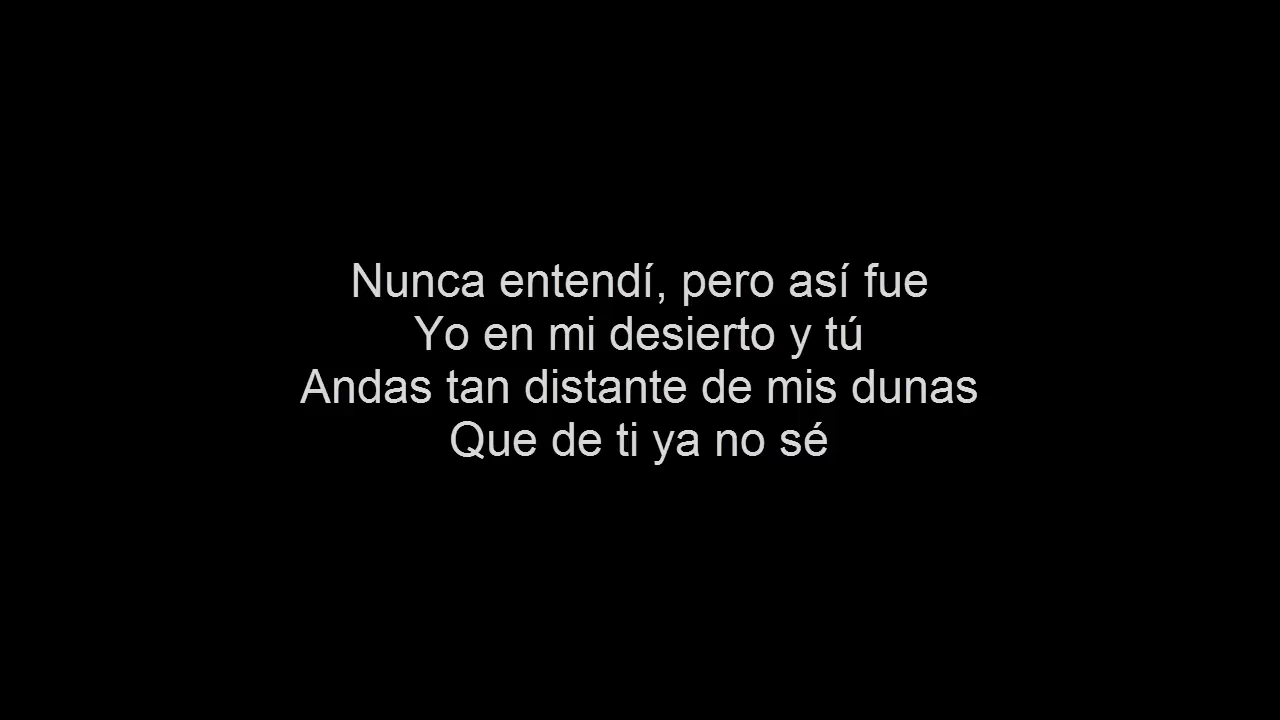 Nunca entendí, pero así fue
Yo en mi desierto y tú
Andas tan distante de mis dunas
Que de ti ya no sé